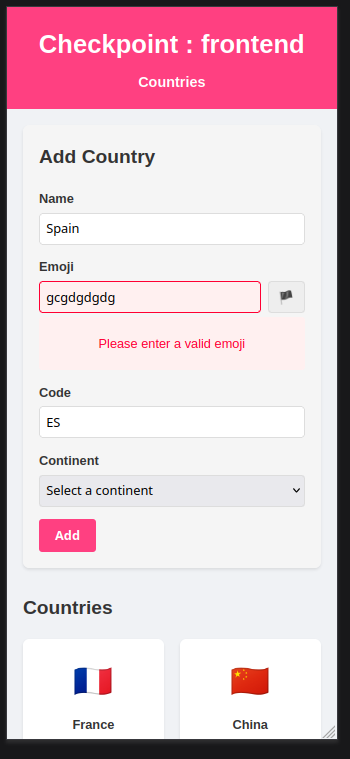 Checkpoint : frontend
Countries
Add Country
Name
Spain
Emoji
gcgdgdgdg
Please enter a valid emoji
Code
ES
Continent
Select a continent
Add
Countries
France
China